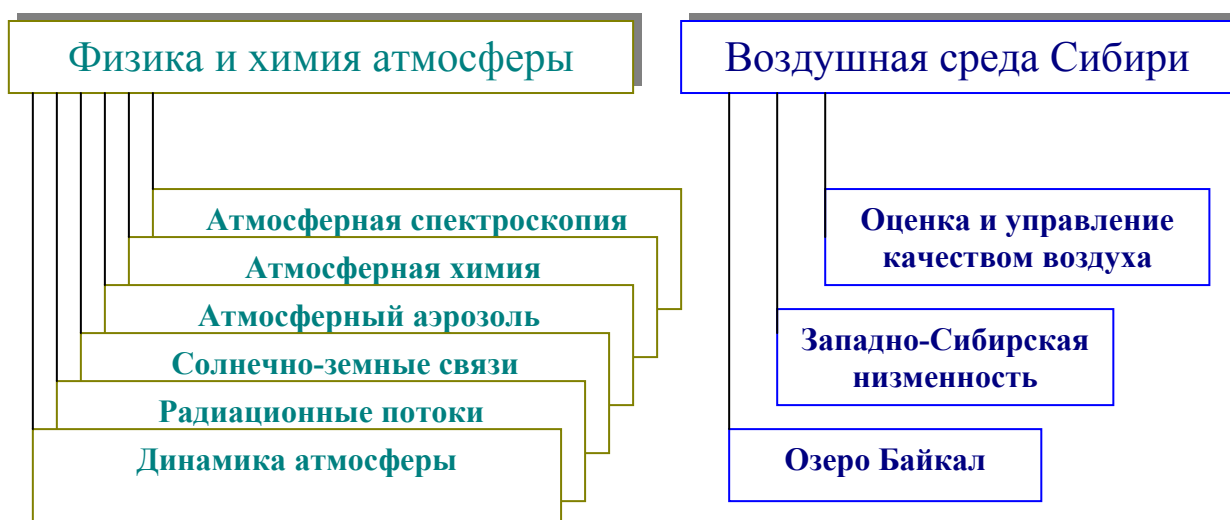 Физика и химия атмосферы
Атмосферная спектроскопия
Атмосферная химия
Атмосферный аэрозоль
Солнечно-земные связи
Радиационные потоки
Динамика атмосферы
Воздушная среда Сибири
Оценка и управление
качеством воздуха
Западно-Сибирская
низменность
Озеро Байкал